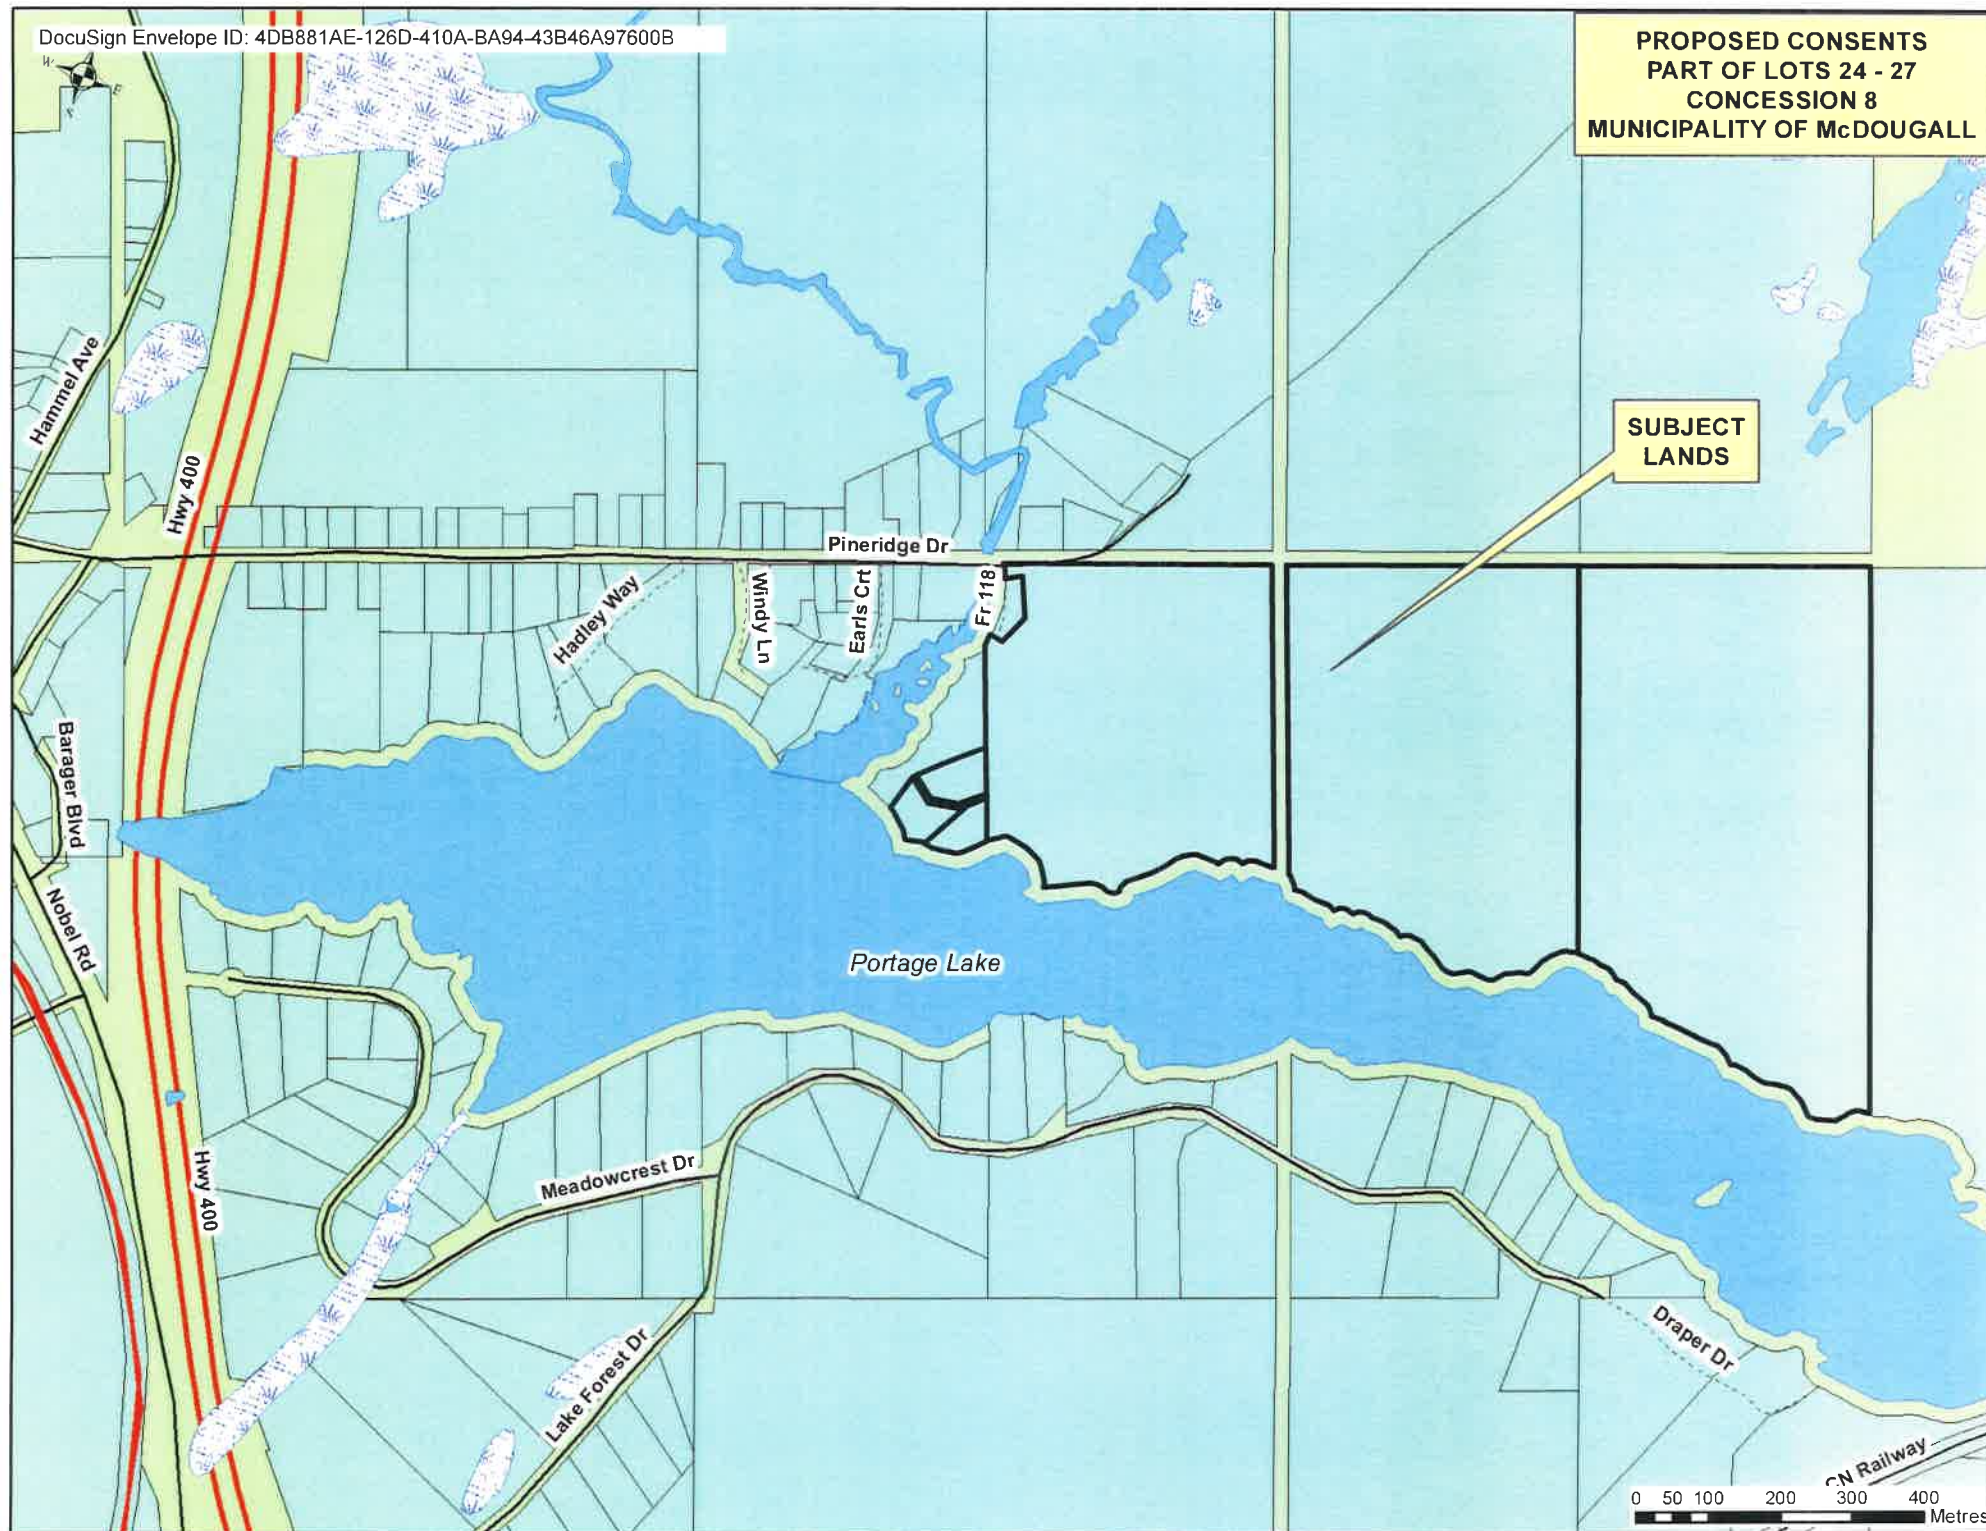 DocuSign Envelope ID: 4DB881AE-126D-410A-BA94-43B46A97600B
PROPOSED CONSENTS
PART OF LOTS 24 - 27
CONCESSION 8
MUNICIPALITY OF McDOUGALL
W
E
SUBJECT
LANDS
Hammel Ave
Hwy 400
Pineridge Dr
Hadley Way
Windy Ln
Earls Crt
Fr 118
Barager Blvd
Nobel Rd
Portage Lake
Meadowcrest Dr
Hwy 400
Lake Forest Dr
Draper Dr
CN Railway
0 50 100 200 300 400
Metres